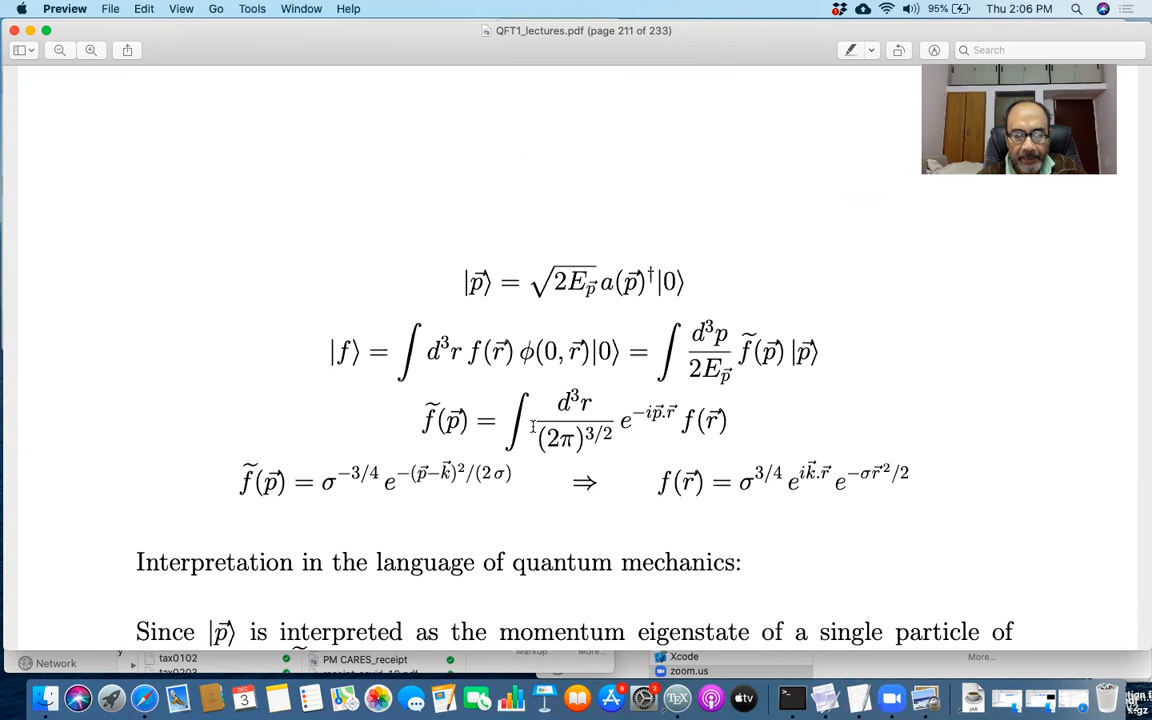 Preview File Edit View Go Tools Window Help 95% Thu 2:06 PM
QFT1_lectures.pdf (page 211 of 233)
Search
|p⃗⟩ = √(2E_p⃗) a(p⃗)†|0⟩
|f⟩ = ∫ d³r f(r⃗) ϕ(0, r⃗)|0⟩ = ∫ d³p/2E_p⃗ f̃(p⃗) |p⃗⟩
f̃(p⃗) = ∫ d³r/(2π)^{3/2} e^{−ip⃗.r⃗} f(r⃗)
f̃(p⃗) = σ^{−3/4} e^{−(p⃗−k⃗)²/(2σ)} ⇒ f(r⃗) = σ^{3/4} e^{ik⃗.r⃗} e^{−σr⃗²/2}
Interpretation in the language of quantum mechanics:
Since |p⃗⟩ is interpreted as the momentum eigenstate of a single particle of
Network tax0102 PM CARES_receipt Xcode More...
zoom.us